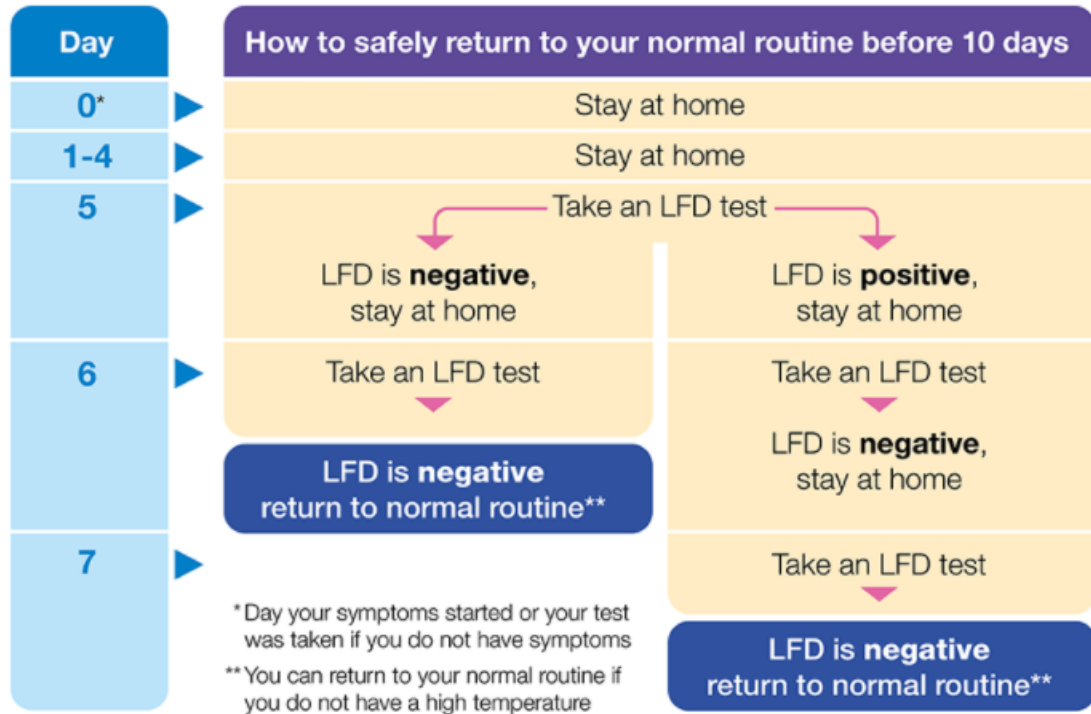 Day
How to safely return to your normal routine before 10 days
0*
Stay at home
1-4
Stay at home
5
Take an LFD test
LFD is negative,
stay at home
LFD is positive,
stay at home
6
Take an LFD test
LFD is negative
return to normal routine**
Take an LFD test
LFD is negative,
stay at home
7
Take an LFD test
LFD is negative
return to normal routine**
*Day your symptoms started or your test
was taken if you do not have symptoms
**You can return to your normal routine if
you do not have a high temperature